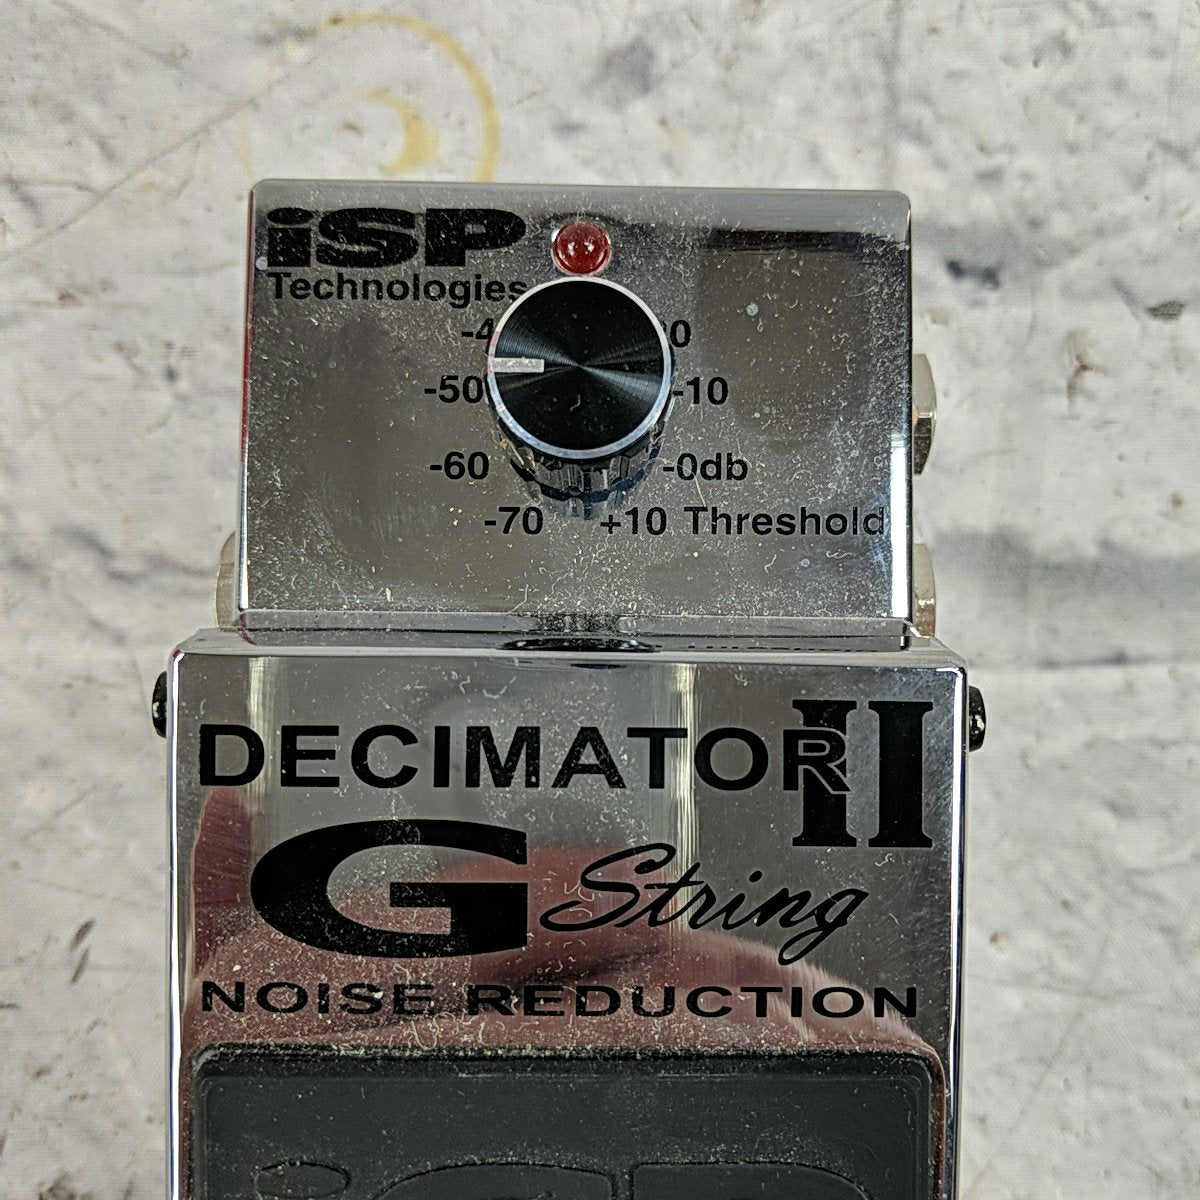 iSP
Technologies
-50
-10
-60
-0db
-70
+10 Threshold
DECIMATOR II
G String
NOISE REDUCTION